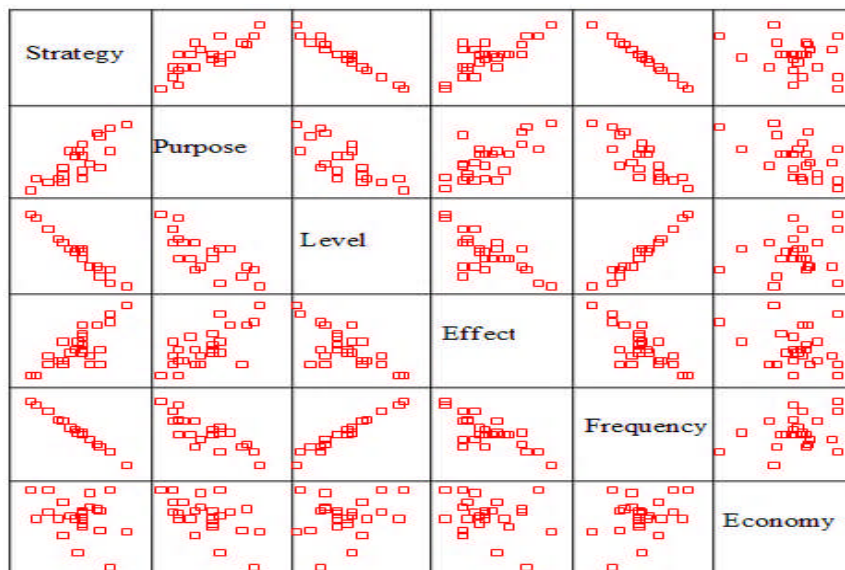 Strategy
Purpose
Level
Effect
Frequency
Economy